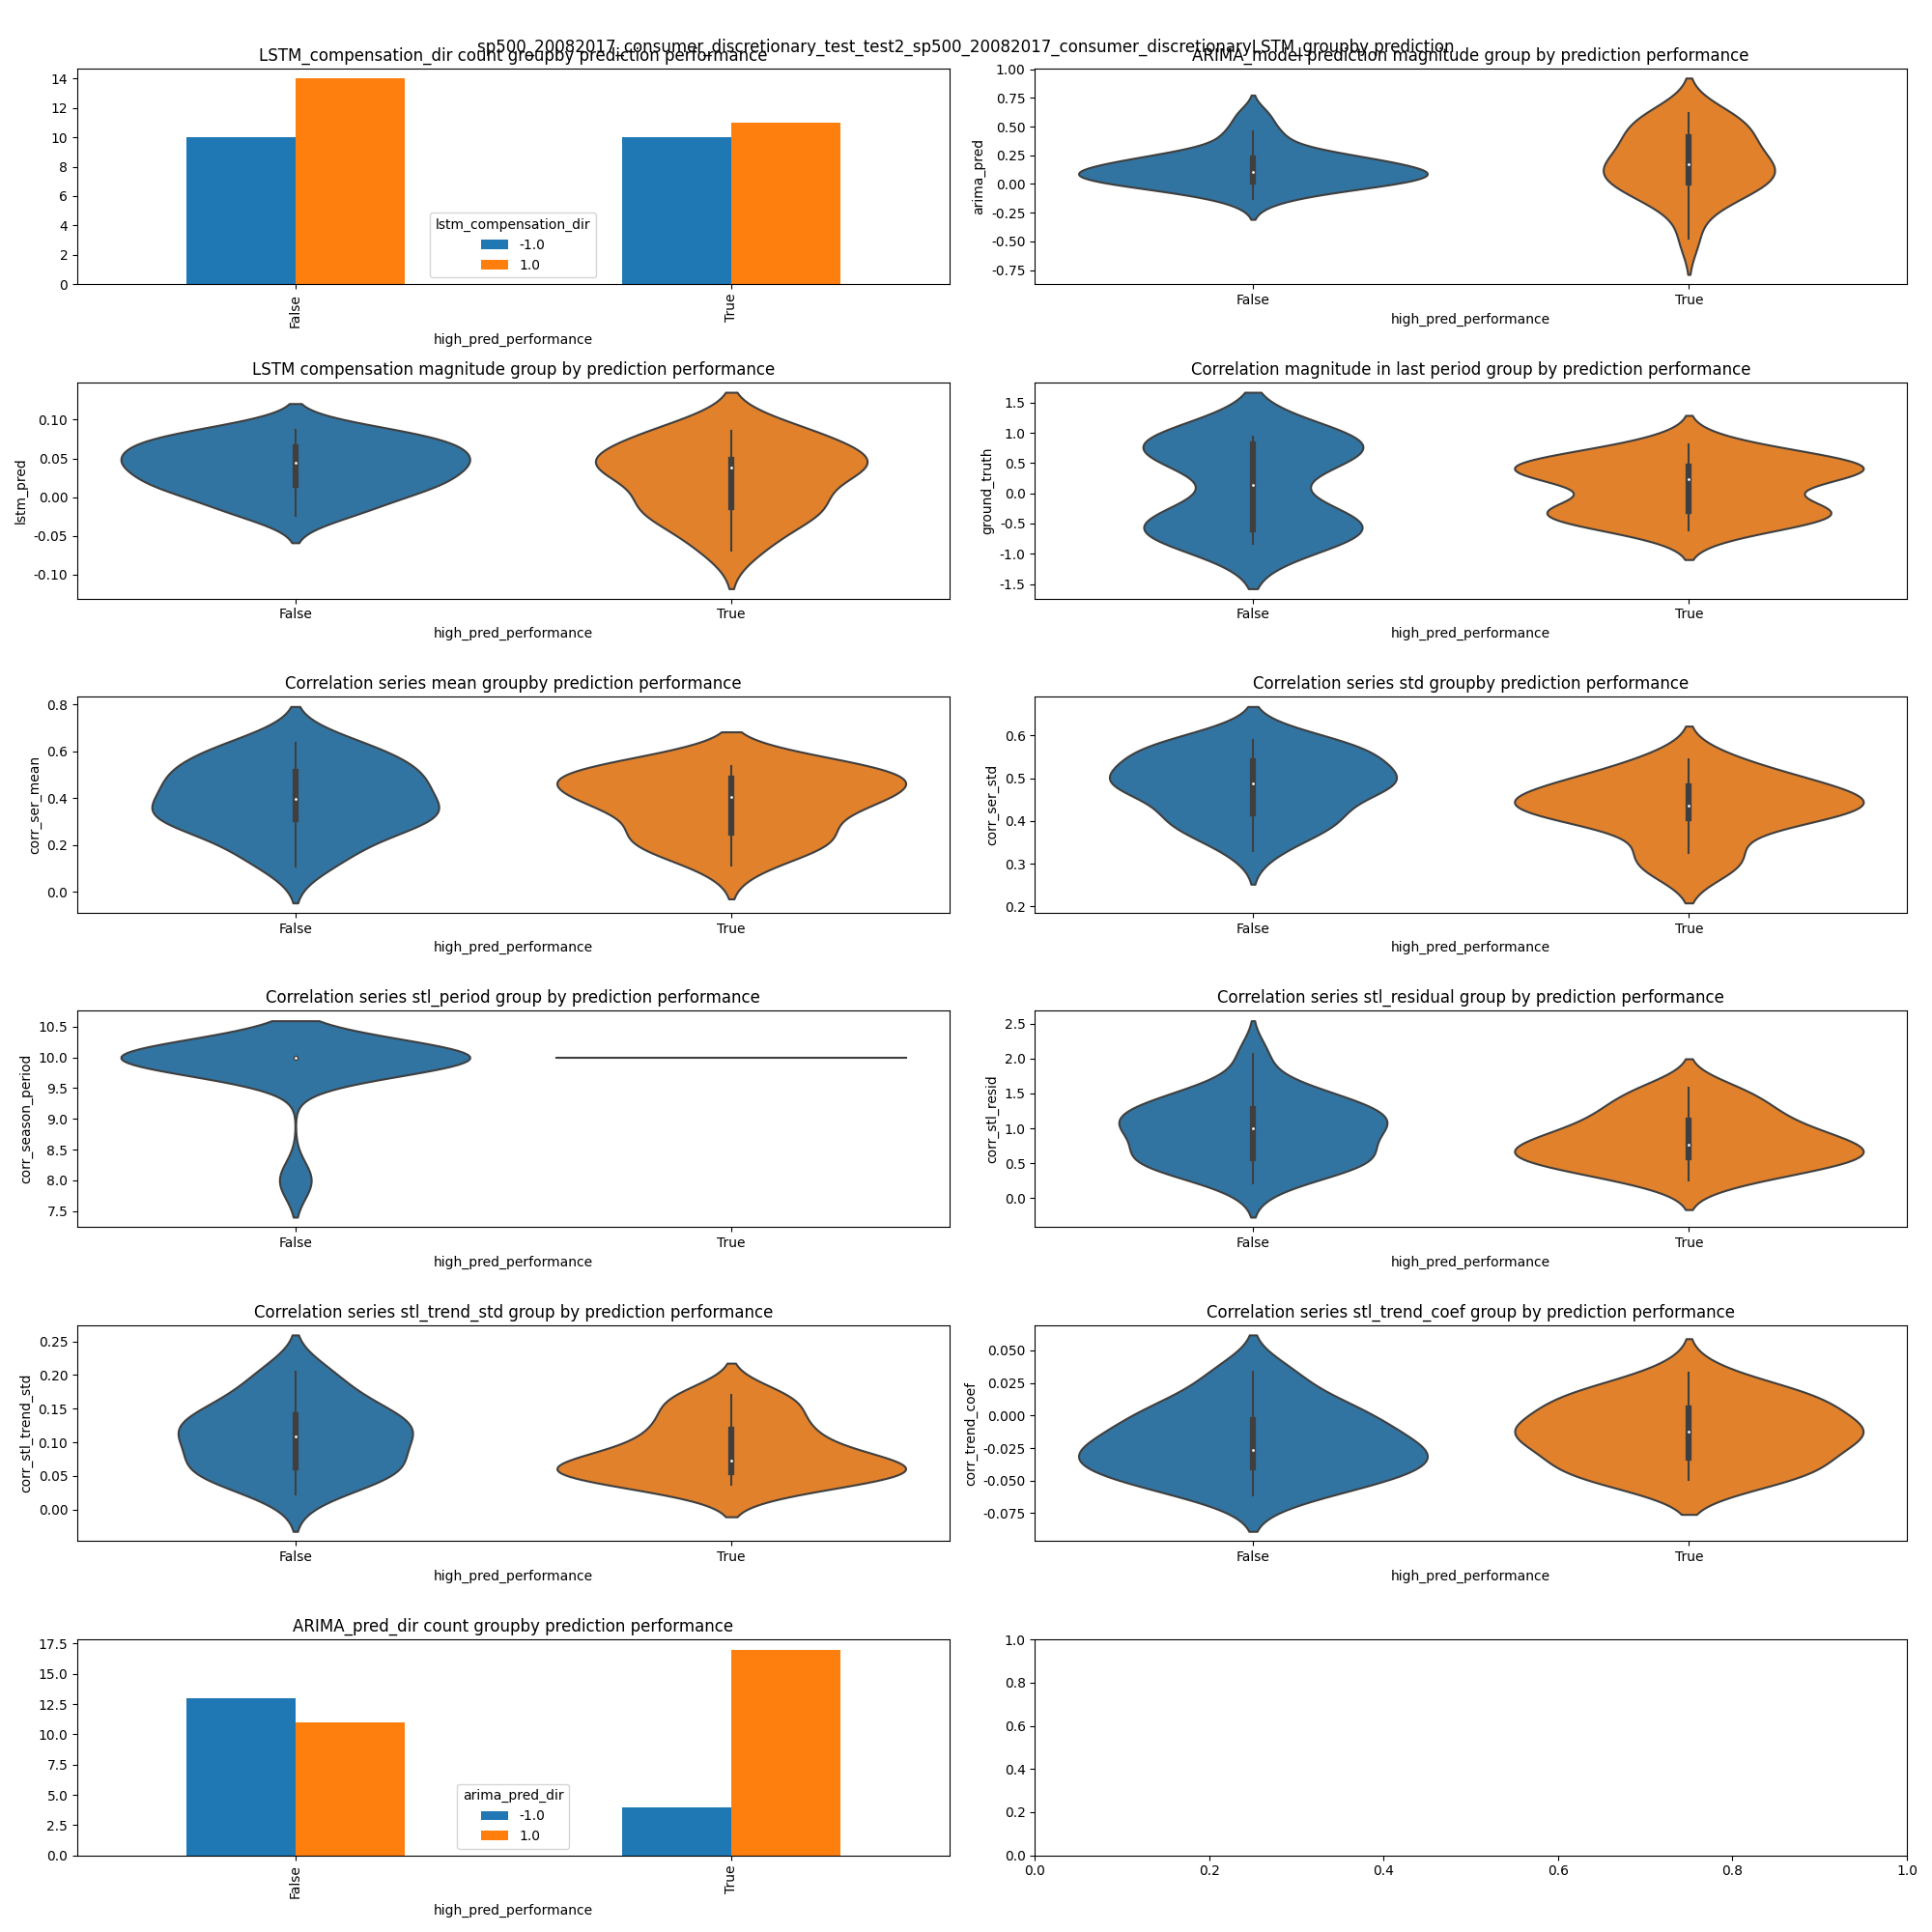 sp500_20082017_consumer_discretionary_test_test2_sp500_20082017_consumer_discretionaryLSTM_groupby prediction
LSTM_compensation_dir count groupby prediction performance
14
12
10
8
6
4
2
0
lstm_compensation_dir
-1.0
1.0
False
True
high_pred_performance
ARIMA_model prediction magnitude group by prediction performance
arima_pred
1.00
0.75
0.50
0.25
0.00
-0.25
-0.50
-0.75
False
True
high_pred_performance
LSTM compensation magnitude group by prediction performance
lstm_pred
0.10
0.05
0.00
-0.05
-0.10
False
True
high_pred_performance
Correlation magnitude in last period group by prediction performance
ground_truth
1.5
1.0
0.5
0.0
-0.5
-1.0
-1.5
False
True
high_pred_performance
Correlation series mean groupby prediction performance
corr_ser_mean
0.8
0.6
0.4
0.2
0.0
False
True
high_pred_performance
Correlation series std groupby prediction performance
corr_ser_std
0.6
0.5
0.4
0.3
0.2
False
True
high_pred_performance
Correlation series stl_period group by prediction performance
corr_season_period
10.5
10.0
9.5
9.0
8.5
8.0
7.5
False
True
high_pred_performance
Correlation series stl_residual group by prediction performance
corr_stl_resid
2.5
2.0
1.5
1.0
0.5
0.0
False
True
high_pred_performance
Correlation series stl_trend_std group by prediction performance
corr_stl_trend_std
0.25
0.20
0.15
0.10
0.05
0.00
False
True
high_pred_performance
Correlation series stl_trend_coef group by prediction performance
corr_trend_coef
0.050
0.025
0.000
-0.025
-0.050
-0.075
False
True
high_pred_performance
ARIMA_pred_dir count groupby prediction performance
17.5
15.0
12.5
10.0
7.5
5.0
2.5
0.0
arima_pred_dir
-1.0
1.0
False
True
high_pred_performance
1.0
0.8
0.6
0.4
0.2
0.0
0.0 0.2 0.4 0.6 0.8 1.0